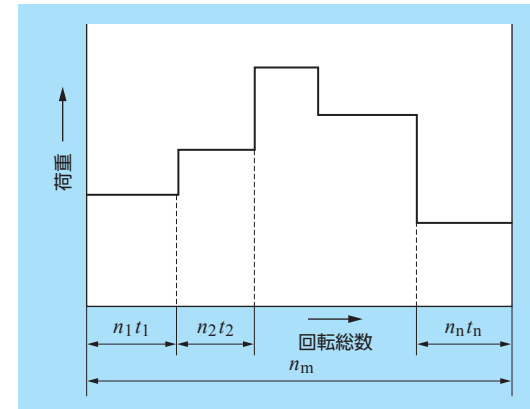 荷重
n₁t₁
n₂t₂
回転総数
nₙtₙ
nₘ